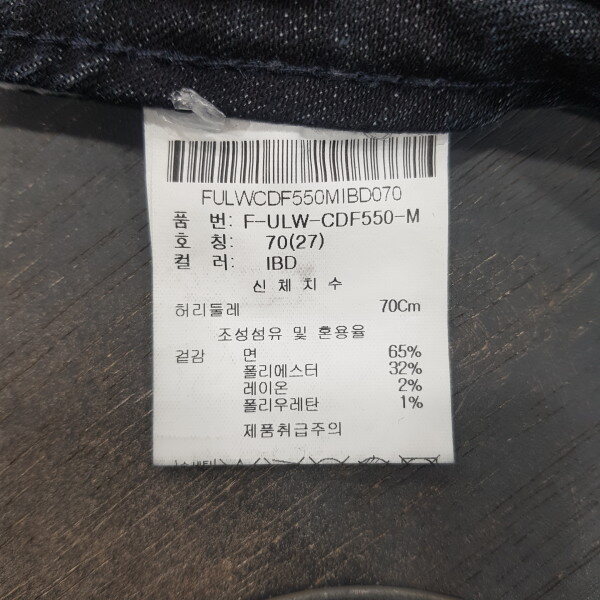 FULWCDF550MIBD070
품 번: F-ULW-CDF550-M
호 칭: 70(27)
컬 러: IBD
신 체 치 수
허리둘레 70Cm
조성섬유 및 혼용율
겉감 면 65%
폴리에스터 32%
레이온 2%
폴리우레탄 1%
제품취급주의